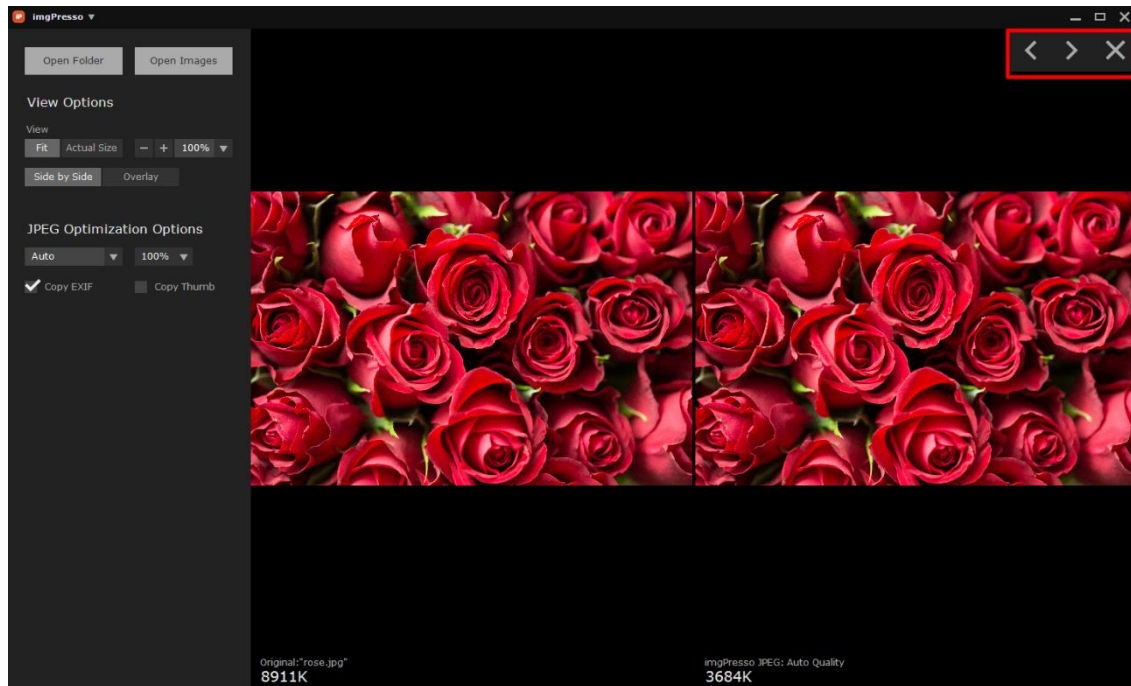 imgPresso
Open Folder Open Images
View Options
View
Fit Actual Size 100%
Side by Side Overlay
JPEG Optimization Options
Auto 100%
Copy EXIF Copy Thumb
Original:"rose.jpg"
8911K
imgPresso JPEG: Auto Quality
3684K